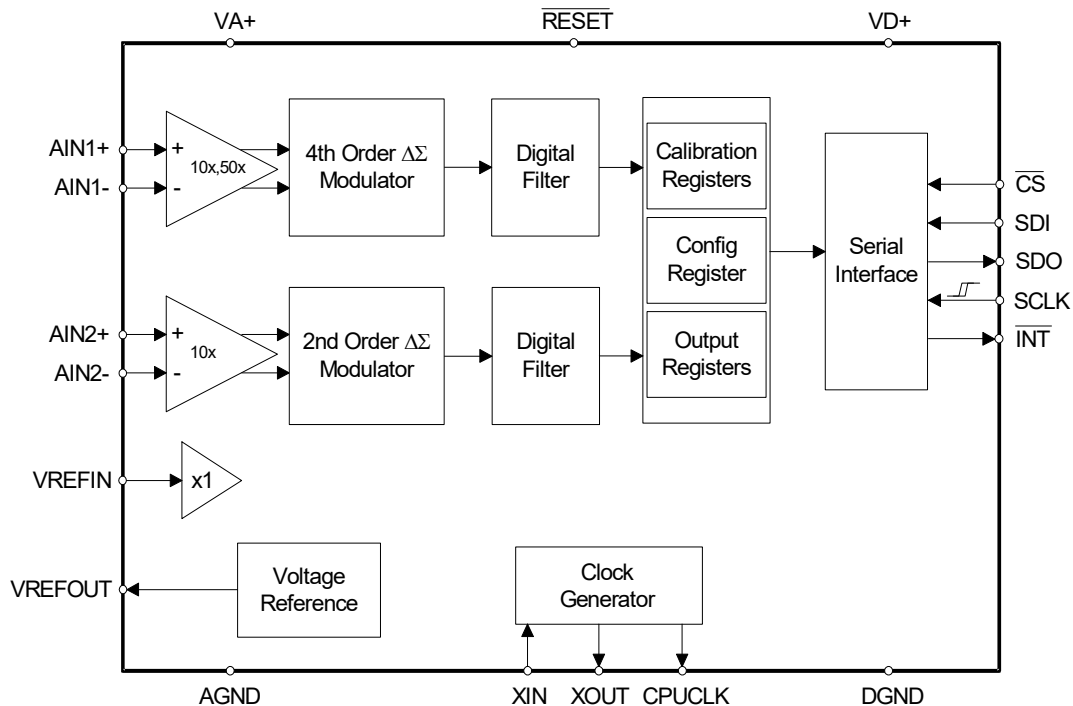 VA+
RESET
VD+
AIN1+
AIN1-
+
-
10x,50x
4th Order ΔΣ
Modulator
Digital
Filter
Calibration
Registers
Config
Register
Output
Registers
Serial
Interface
CS
SDI
SDO
SCLK
INT
AIN2+
AIN2-
+
-
10x
2nd Order ΔΣ
Modulator
Digital
Filter
VREFIN
x1
VREFOUT
Voltage
Reference
Clock
Generator
AGND
XIN
XOUT
CPUCLK
DGND